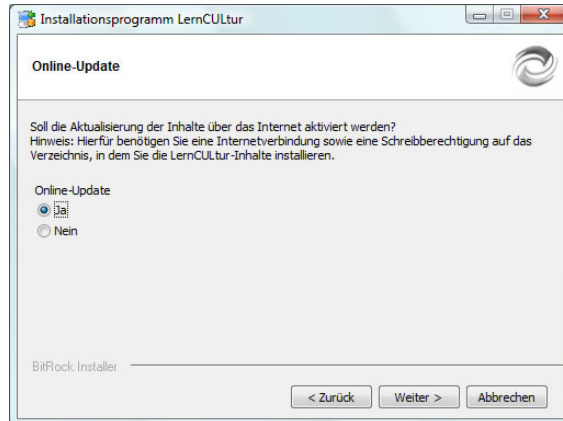 Installationsprogramm LernCULtur
Online-Update
Soll die Aktualisierung der Inhalte über das Internet aktiviert werden?
Hinweis: Hierfür benötigen Sie eine Internetverbindung sowie eine Schreibberechtigung auf das
Verzeichnis, in dem Sie die LernCULtur-Inhalte installieren.
Online-Update
Ja
Nein
BitRock Installer
< Zurück Weiter > Abbrechen